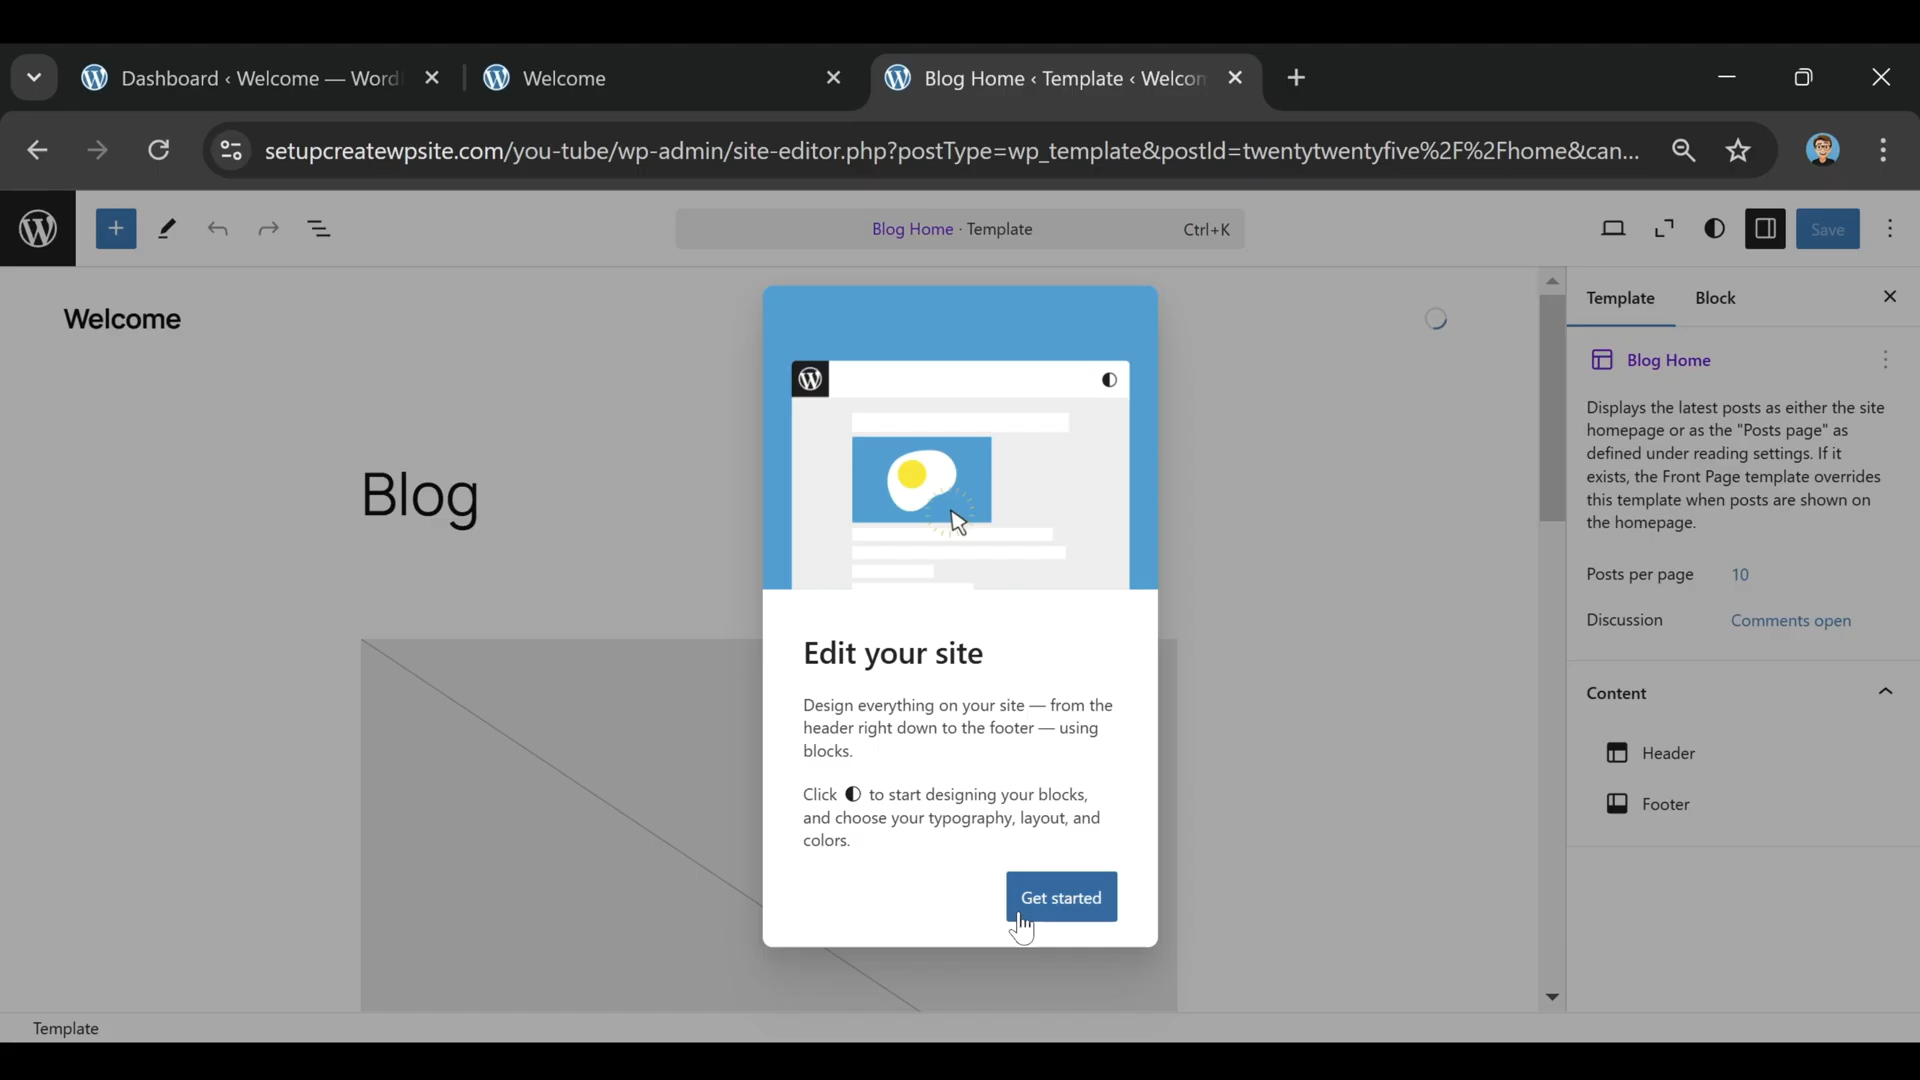 Dashboard ‹ Welcome — Word
Welcome
Blog Home ‹ Template ‹ Welcom
setupcreatewpsite.com/you-tube/wp-admin/site-editor.php?postType=wp_template&postId=twentytwentyfive%2F%2Fhome&can...
Blog Home · Template
Ctrl+K
Save
Welcome
Blog
Edit your site
Design everything on your site — from the
header right down to the footer — using
blocks.
Click to start designing your blocks,
and choose your typography, layout, and
colors.
Get started
Template
Block
Blog Home
Displays the latest posts as either the site
homepage or as the "Posts page" as
defined under reading settings. If it
exists, the Front Page template overrides
this template when posts are shown on
the homepage.
Posts per page 10
Discussion Comments open
Content
Header
Footer
Template